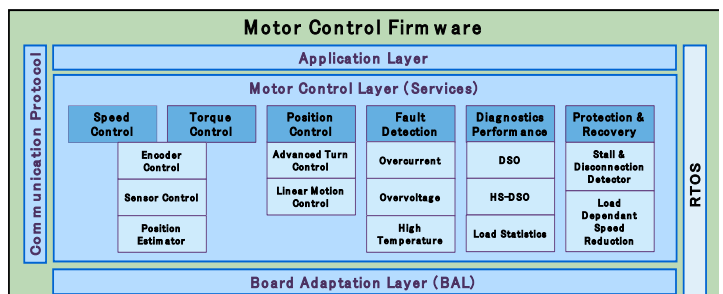 Motor Control Firmware
Communication Protocol
Application Layer
Motor Control Layer (Services)
Speed
Control
Torque
Control
Encoder
Control
Sensor Control
Position
Estimator
Position
Control
Advanced Turn
Control
Linear Motion
Control
Fault
Detection
Overcurrent
Overvoltage
High
Temperature
Diagnostics
Performance
DSO
HS-DSO
Load Statistics
Protection &
Recovery
Stall &
Disconnection
Detector
Load
Dependant
Speed
Reduction
Board Adaptation Layer (BAL)
RTOS